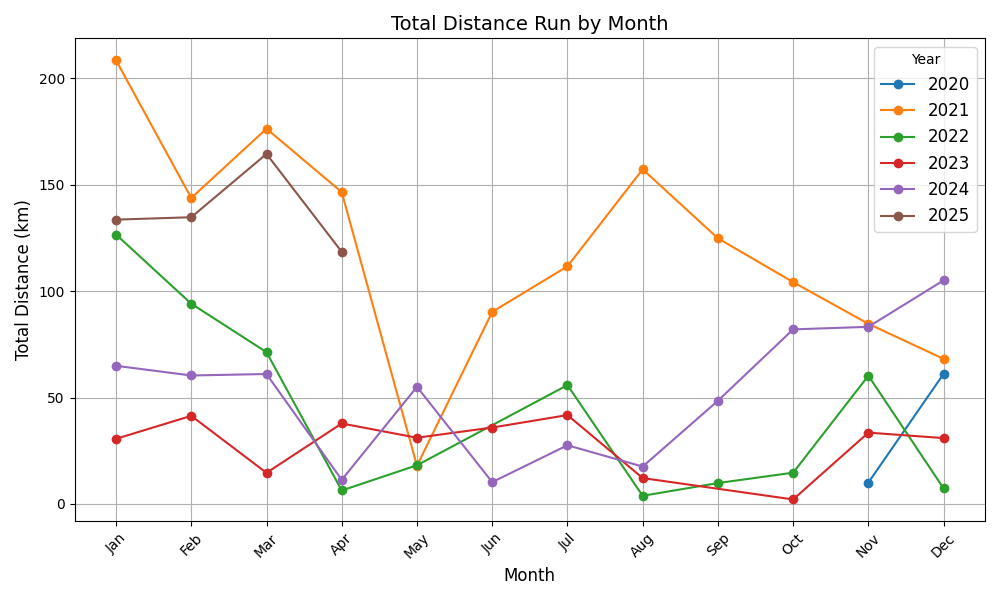 Total Distance Run by Month
Total Distance (km)
200
150
100
50
0
Year
2020
2021
2022
2023
2024
2025
Jan
Feb
Mar
Apr
May
Jun
Jul
Aug
Sep
Oct
Nov
Dec
Month